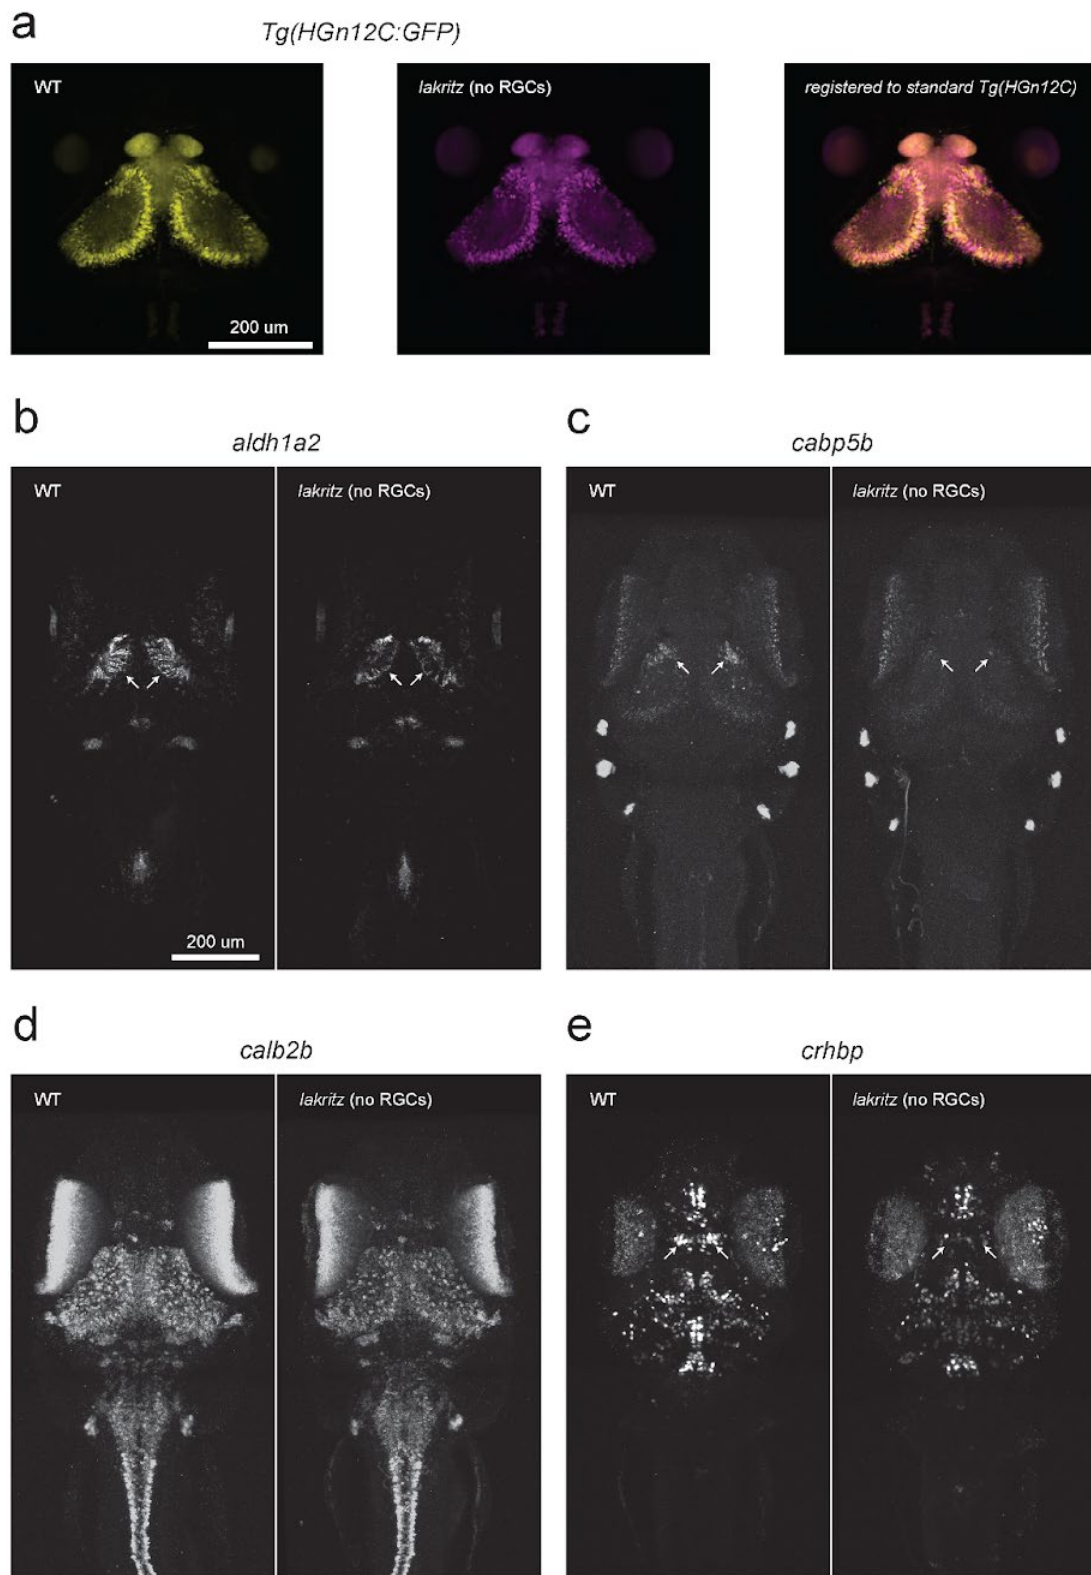 a
Tg(HGn12C:GFP)
WT
lakritz (no RGCs)
registered to standard Tg(HGn12C)
200 um
b
aldh1a2
WT
lakritz (no RGCs)
200 um
c
cabp5b
WT
lakritz (no RGCs)
d
calb2b
WT
lakritz (no RGCs)
e
crhbp
WT
lakritz (no RGCs)